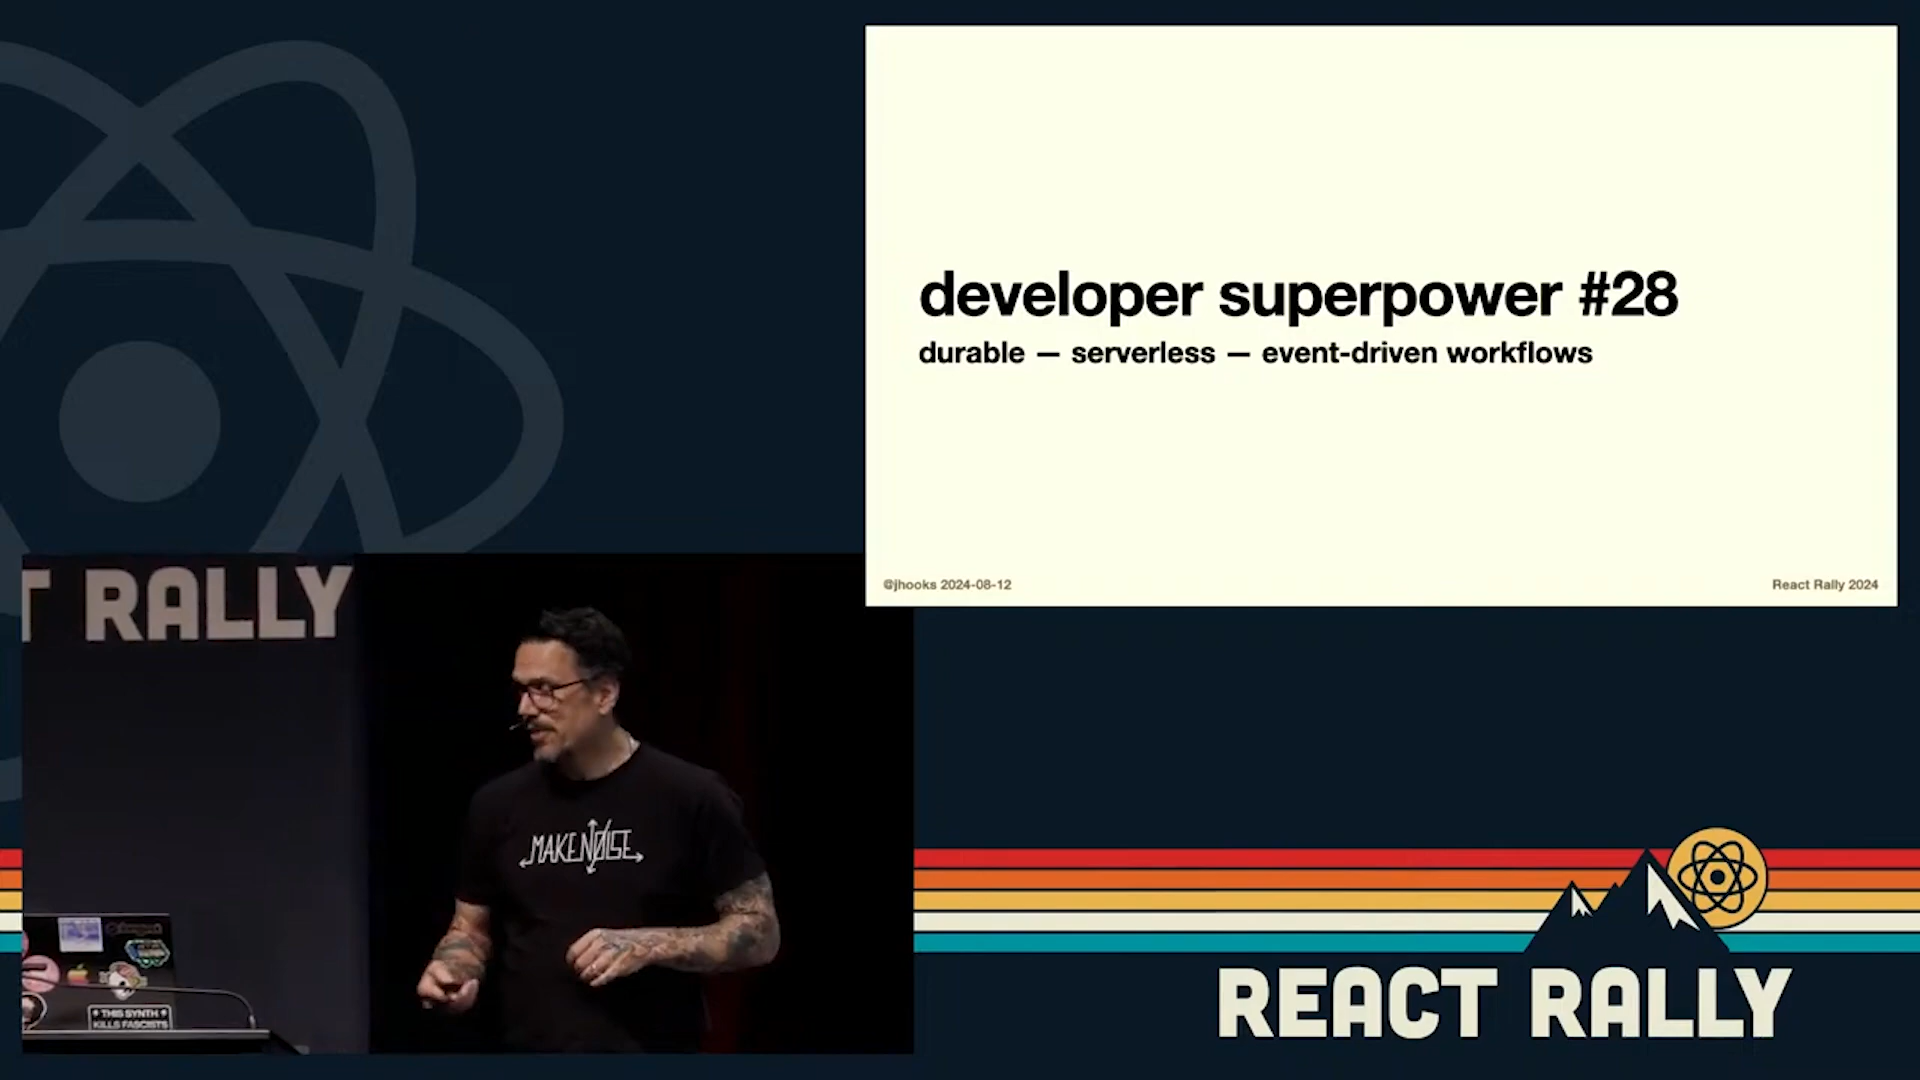 developer superpower #28
durable — serverless — event-driven workflows
@jhooks 2024-08-12
React Rally 2024
T RALLY
MAKENOISE
THIS SYNTH
KILLS FASCISTS
REACT RALLY